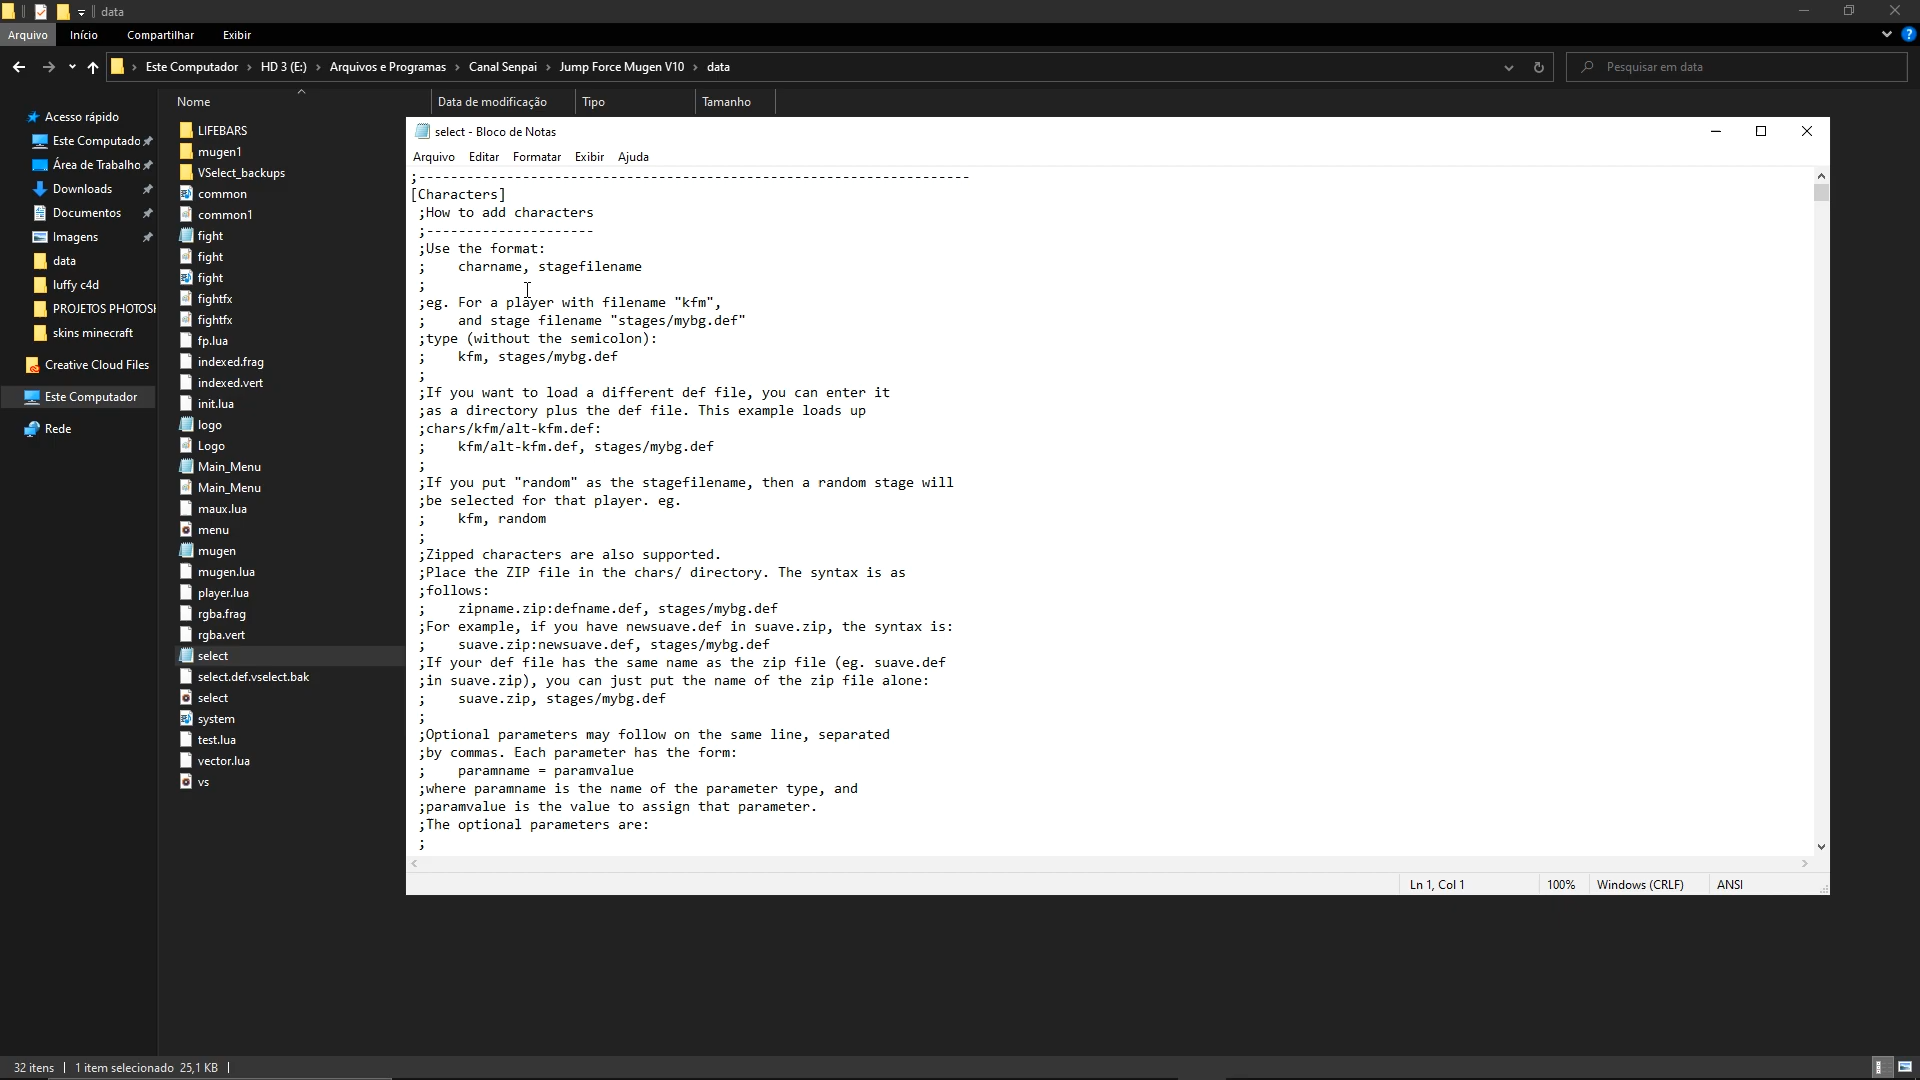 data
Arquivo
Início
Compartilhar
Exibir
Este Computador > HD 3 (E:) > Arquivos e Programas > Canal Senpai > Jump Force Mugen V10 > data
Pesquisar em data
Acesso rápido
Este Computado
Área de Trabalho
Downloads
Documentos
Imagens
data
luffy c4d
PROJETOS PHOTOSH
skins minecraft
Creative Cloud Files
Este Computador
Rede
Nome
Data de modificação
Tipo
Tamanho
LIFEBARS
mugen1
VSelect_backups
common
common1
fight
fight
fight
fightfx
fightfx
fp.lua
indexed.frag
indexed.vert
init.lua
logo
Logo
Main_Menu
Main_Menu
maux.lua
menu
mugen
mugen.lua
player.lua
rgba.frag
rgba.vert
select
select.def.vselect.bak
select
system
test.lua
vector.lua
vs
select - Bloco de Notas
Arquivo
Editar
Formatar
Exibir
Ajuda
;---------------------------------------------------------------------
[Characters]
;How to add characters
;---------------------
;Use the format:
;    charname, stagefilename
;
;eg. For a player with filename "kfm",
;    and stage filename "stages/mybg.def"
;type (without the semicolon):
;    kfm, stages/mybg.def
;
;If you want to load a different def file, you can enter it
;as a directory plus the def file. This example loads up
;chars/kfm/alt-kfm.def:
;    kfm/alt-kfm.def, stages/mybg.def
;
;If you put "random" as the stagefilename, then a random stage will
;be selected for that player. eg.
;    kfm, random
;
;Zipped characters are also supported.
;Place the ZIP file in the chars/ directory. The syntax is as
;follows:
;    zipname.zip:defname.def, stages/mybg.def
;For example, if you have newsuave.def in suave.zip, the syntax is:
;    suave.zip:newsuave.def, stages/mybg.def
;If your def file has the same name as the zip file (eg. suave.def
;in suave.zip), you can just put the name of the zip file alone:
;    suave.zip, stages/mybg.def
;
;Optional parameters may follow on the same line, separated
;by commas. Each parameter has the form:
;    paramname = paramvalue
;where paramname is the name of the parameter type, and
;paramvalue is the value to assign that parameter.
;The optional parameters are:
;
Ln 1, Col 1
100%
Windows (CRLF)
ANSI
32 itens
1 item selecionado 25,1 KB